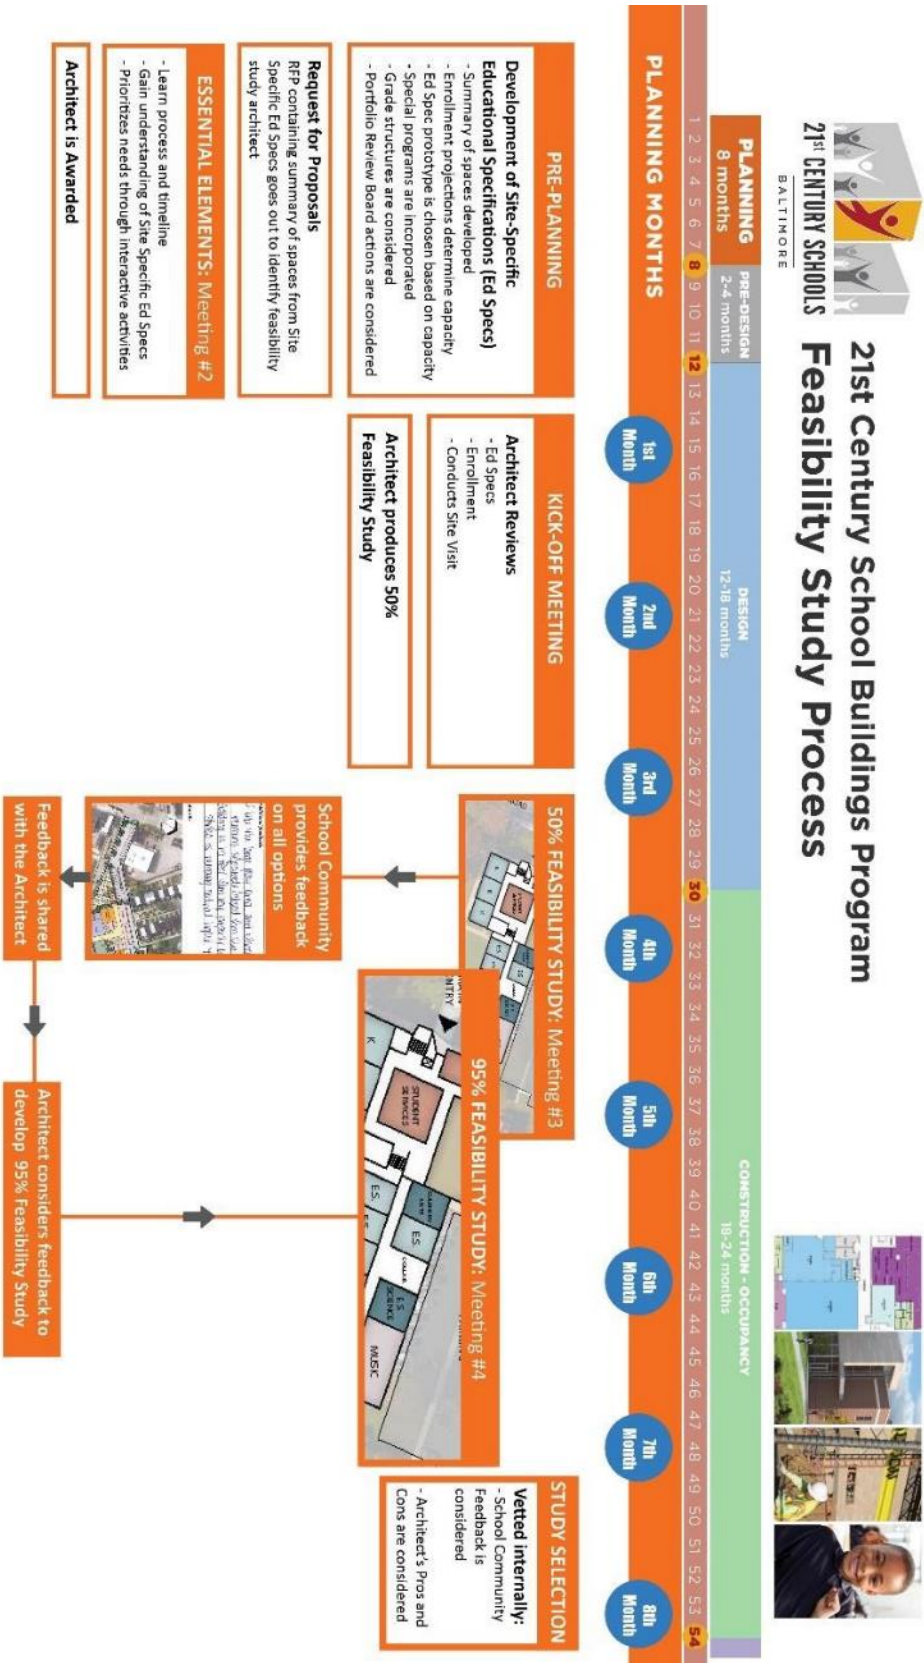 21st CENTURY SCHOOLS
BALTIMORE
21st Century School Buildings Program
Feasibility Study Process
PLANNING
8 months
PRE-DESIGN
2-4 months
DESIGN
12-18 months
CONSTRUCTION - OCCUPANCY
18-24 months
1 2 3 4 5 6 7 8 9 10 11 12 13 14 15 16 17 18 19 20 21 22 23 24 25 26 27 28 29 30 31 32 33 34 35 36 37 38 39 40 41 42 43 44 45 46 47 48 49 50 51 52 53 54
PLANNING MONTHS
1st
Month
2nd
Month
3rd
Month
4th
Month
5th
Month
6th
Month
7th
Month
8th
Month
PRE-PLANNING
Development of Site-Specific
Educational Specifications (Ed Specs)
- Summary of spaces developed
- Enrollment projections determine capacity
- Ed Spec prototype is chosen based on capacity
- Special programs are incorporated
- Grade structures are considered
- Portfolio Review Board actions are considered
Request for Proposals
RFP containing summary of spaces from Site
Specific Ed Specs goes out to identify feasibility
study architect
ESSENTIAL ELEMENTS: Meeting #2
- Learn process and timeline
- Gain understanding of Site Specific Ed Specs
- Prioritizes needs through interactive activities
Architect is Awarded
KICK-OFF MEETING
Architect Reviews
- Ed Specs
- Enrollment
- Conducts Site Visit
Architect produces 50%
Feasibility Study
50% FEASIBILITY STUDY: Meeting #3
School Community
provides feedback
on all options
Feedback is shared
with the Architect
Architect considers feedback to
develop 95% Feasibility Study
95% FEASIBILITY STUDY: Meeting #4
NTRY
K
STUDENT
SERVICES
E.S.
E.S.
E.S.
SCIENCE
MUSIC
STUDY SELECTION
Vetted internally:
- School Community
Feedback is
considered
- Architect's Pros and
Cons are considered